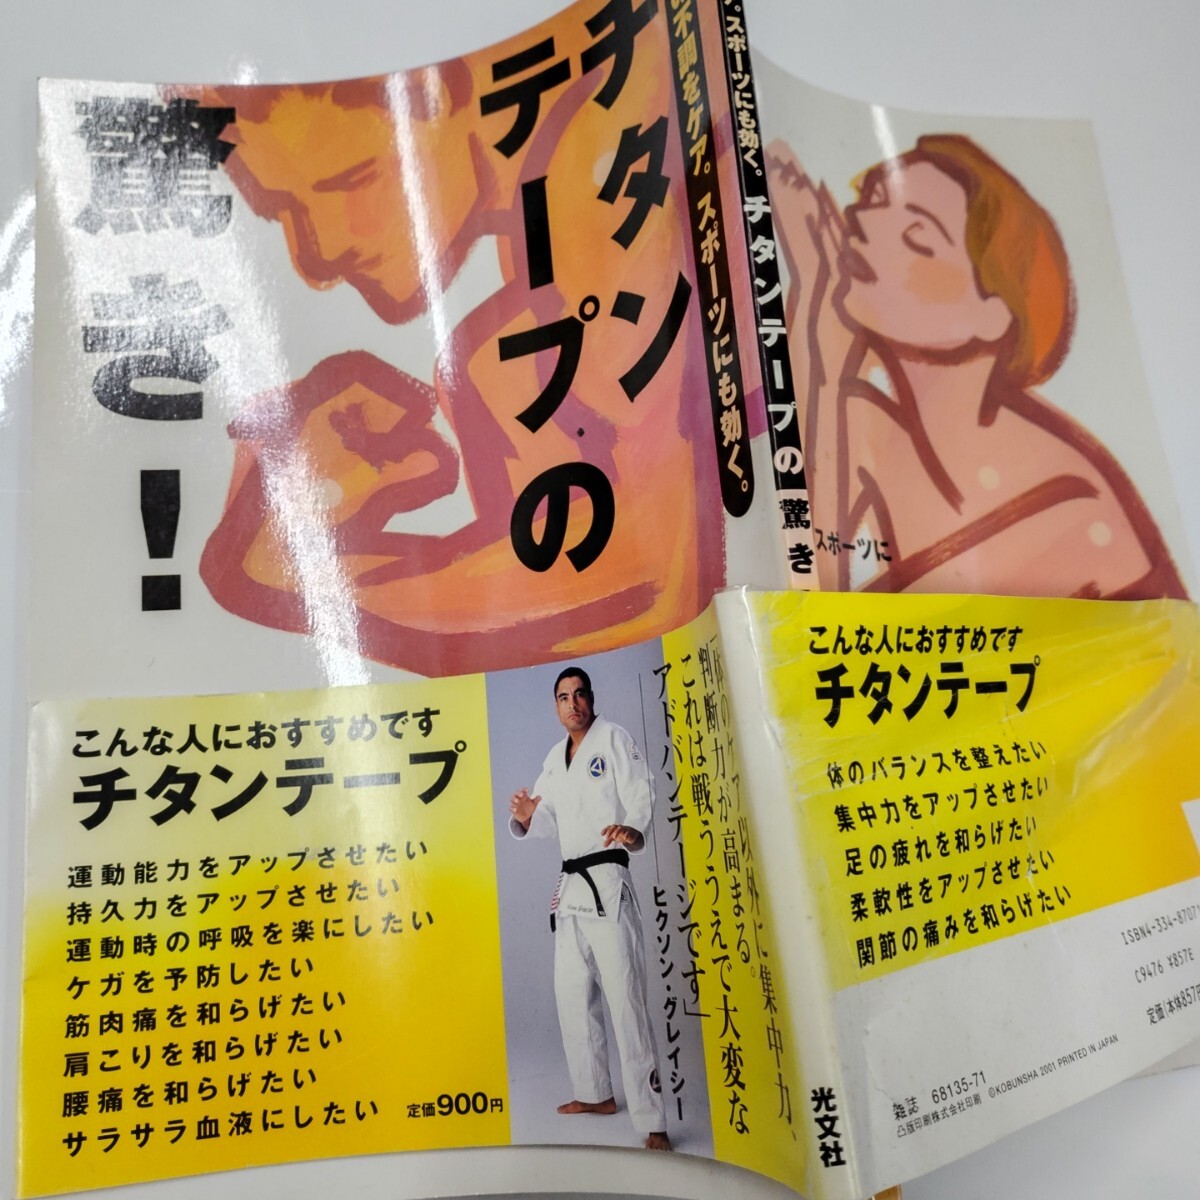 チタン
テープの
驚き!
の不調をケア。スポーツにも効く。
ア。スポーツにも効く。 チタンテープの驚き
スポーツに
こんな人におすすめです
チタンテープ
運動能力をアップさせたい
持久力をアップさせたい
運動時の呼吸を楽にしたい
ケガを予防したい
筋肉痛を和らげたい
肩こりを和らげたい
腰痛を和らげたい
サラサラ血液にしたい
定価900円
「体のケア以外に集中力、
判断力が高まる。
これは戦ううえで大変な
アドバンテージです」
──ヒクソン・グレイシー
光文社
こんな人におすすめです
チタンテープ
体のバランスを整えたい
集中力をアップさせたい
足の疲れを和らげたい
柔軟性をアップさせたい
関節の痛みを和らげたい
ISBN4-334-8707
C9476 ¥857E
定価(本体857円
雑誌 68135-71
凸版印刷株式会社印刷 ©KOBUNSHA 2001 PRINTED IN JAPAN